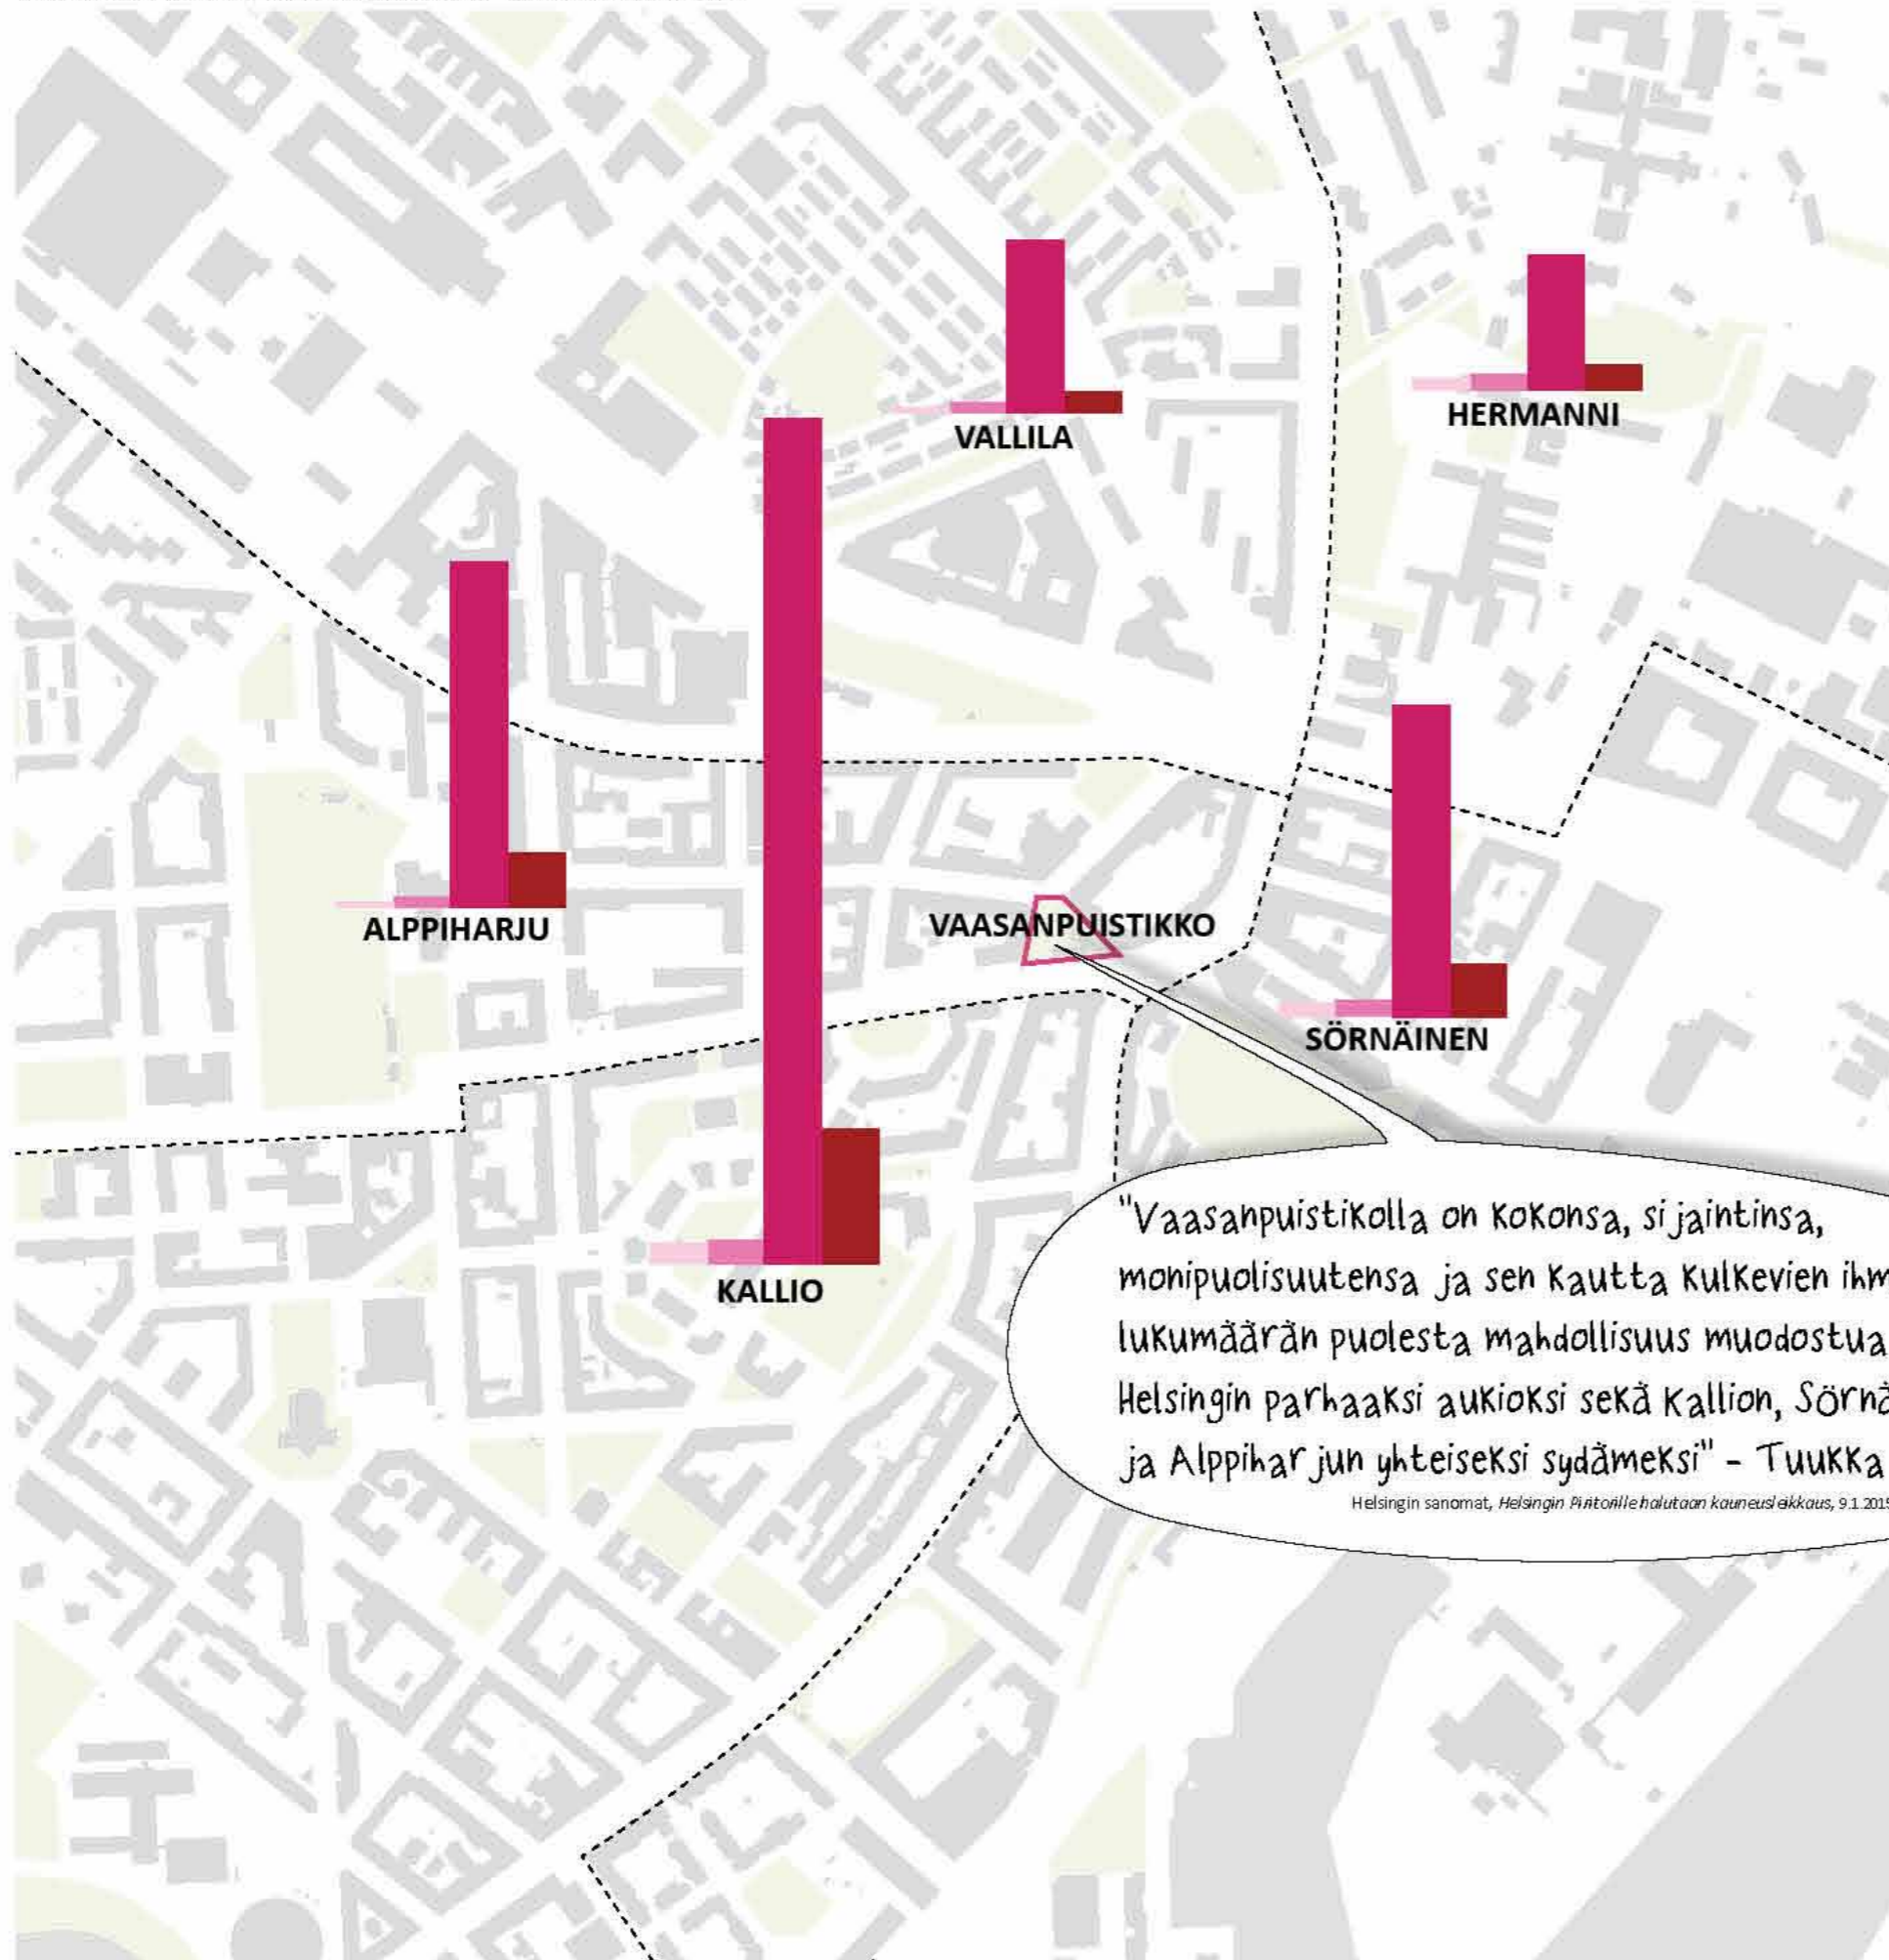 VALLILA
HERMANNI
ALPPIHARJU
VAASANPUISTIKKO
SÖRNÄINEN
KALLIO
"Vaasanpuistikolla on kokonsa, sijaintinsa,
monipuolisuutensa ja sen kautta kulkevien ihm
lukumäärän puolesta mahdollisuus muodostua
Helsingin parhaaksi aukioksi sekä Kallion, Sörnä
ja Alppiharjun yhteiseksi sydämeksi" - Tuukka
Helsingin sanomat, Helsingin Piritorille halutaan kauneusleikkaus, 9.1.2015